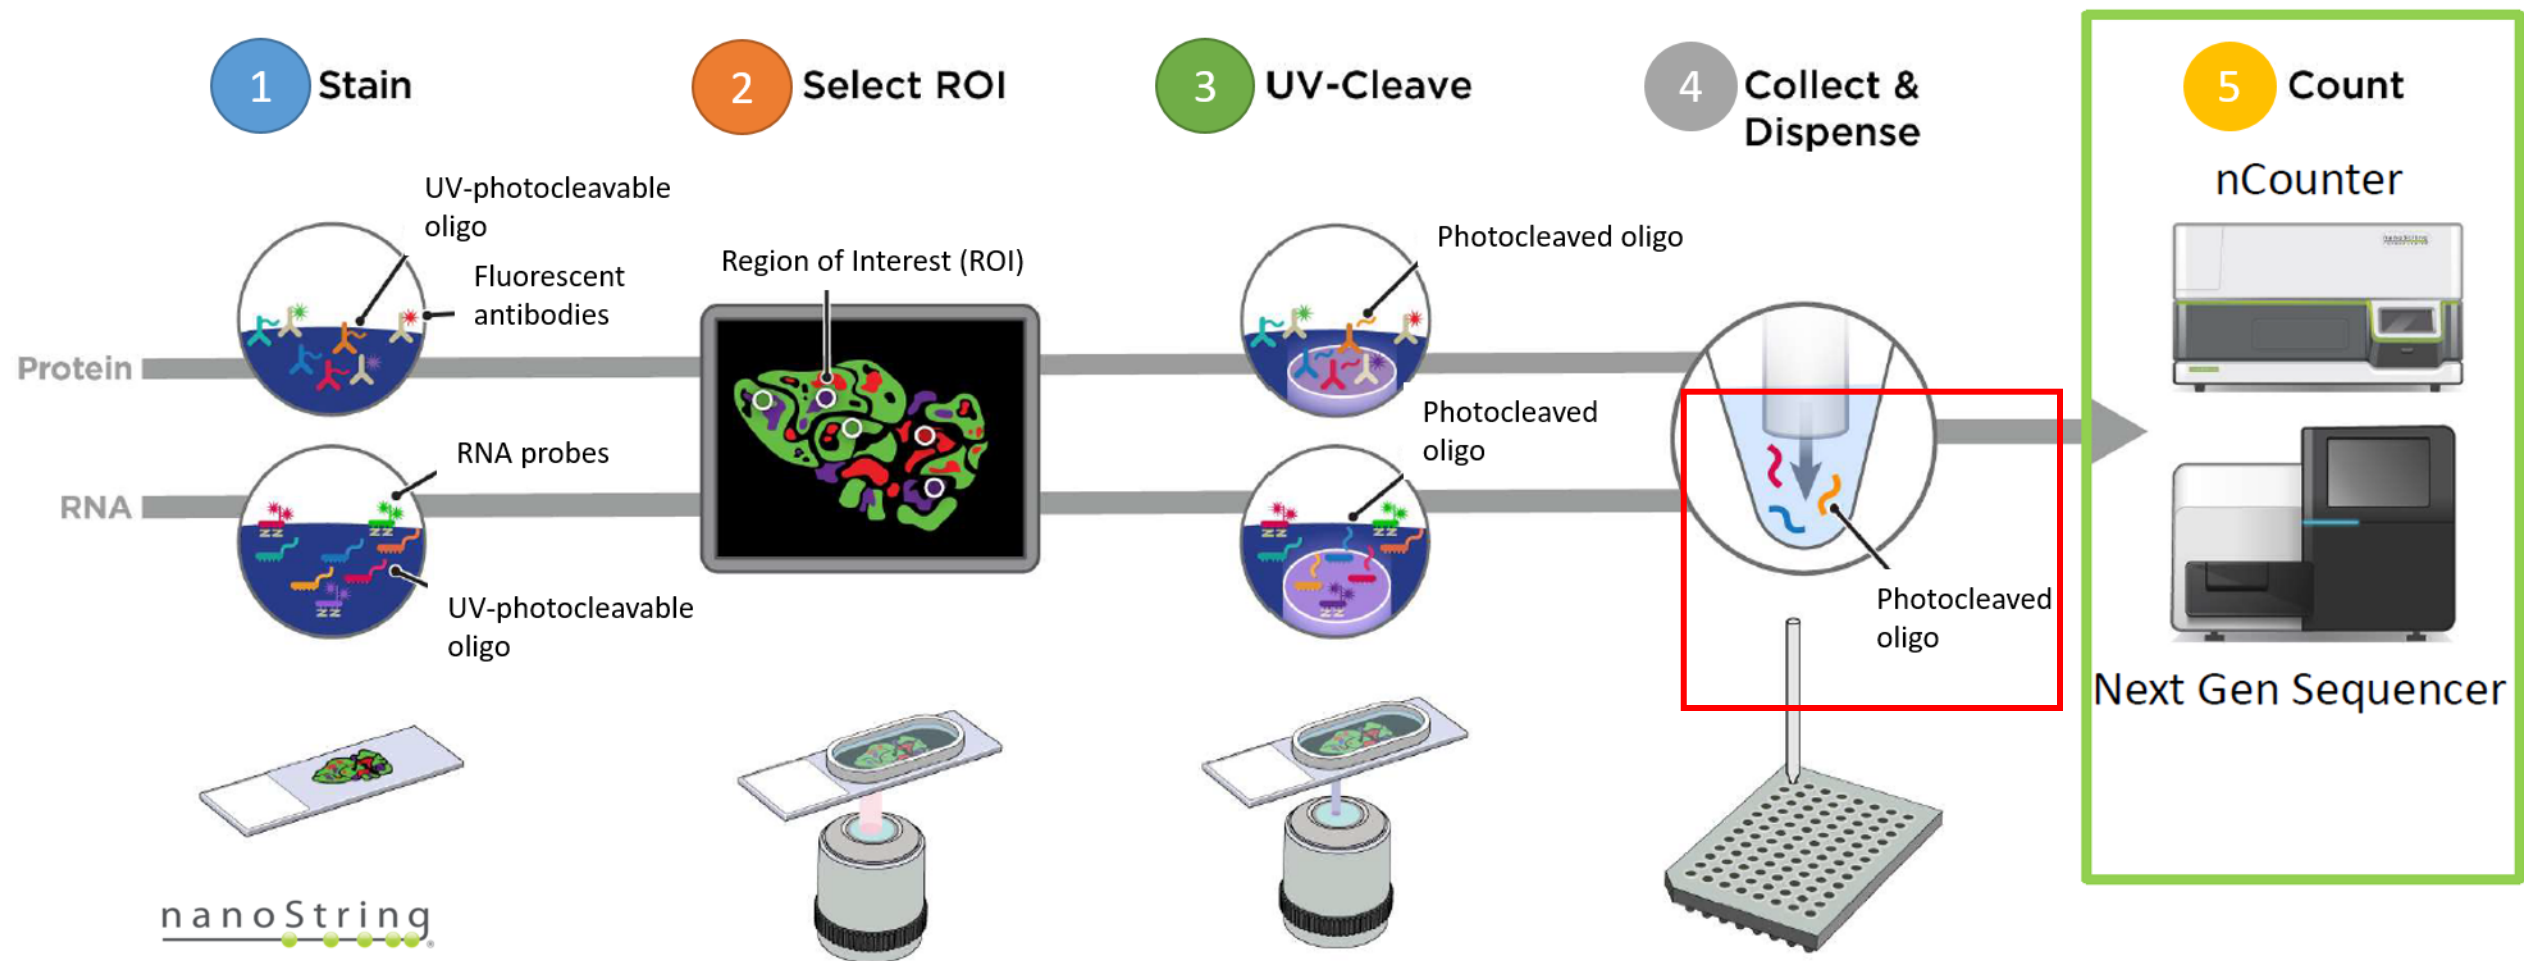 1 Stain
2 Select ROI
3 UV-Cleave
4 Collect &
Dispense
5 Count
UV-photocleavable
oligo
Fluorescent
antibodies
Protein
RNA probes
RNA
UV-photocleavable
oligo
Region of Interest (ROI)
Photocleaved oligo
Photocleaved
oligo
Photocleaved
oligo
nCounter
nanoString
Next Gen Sequencer
nanoString®